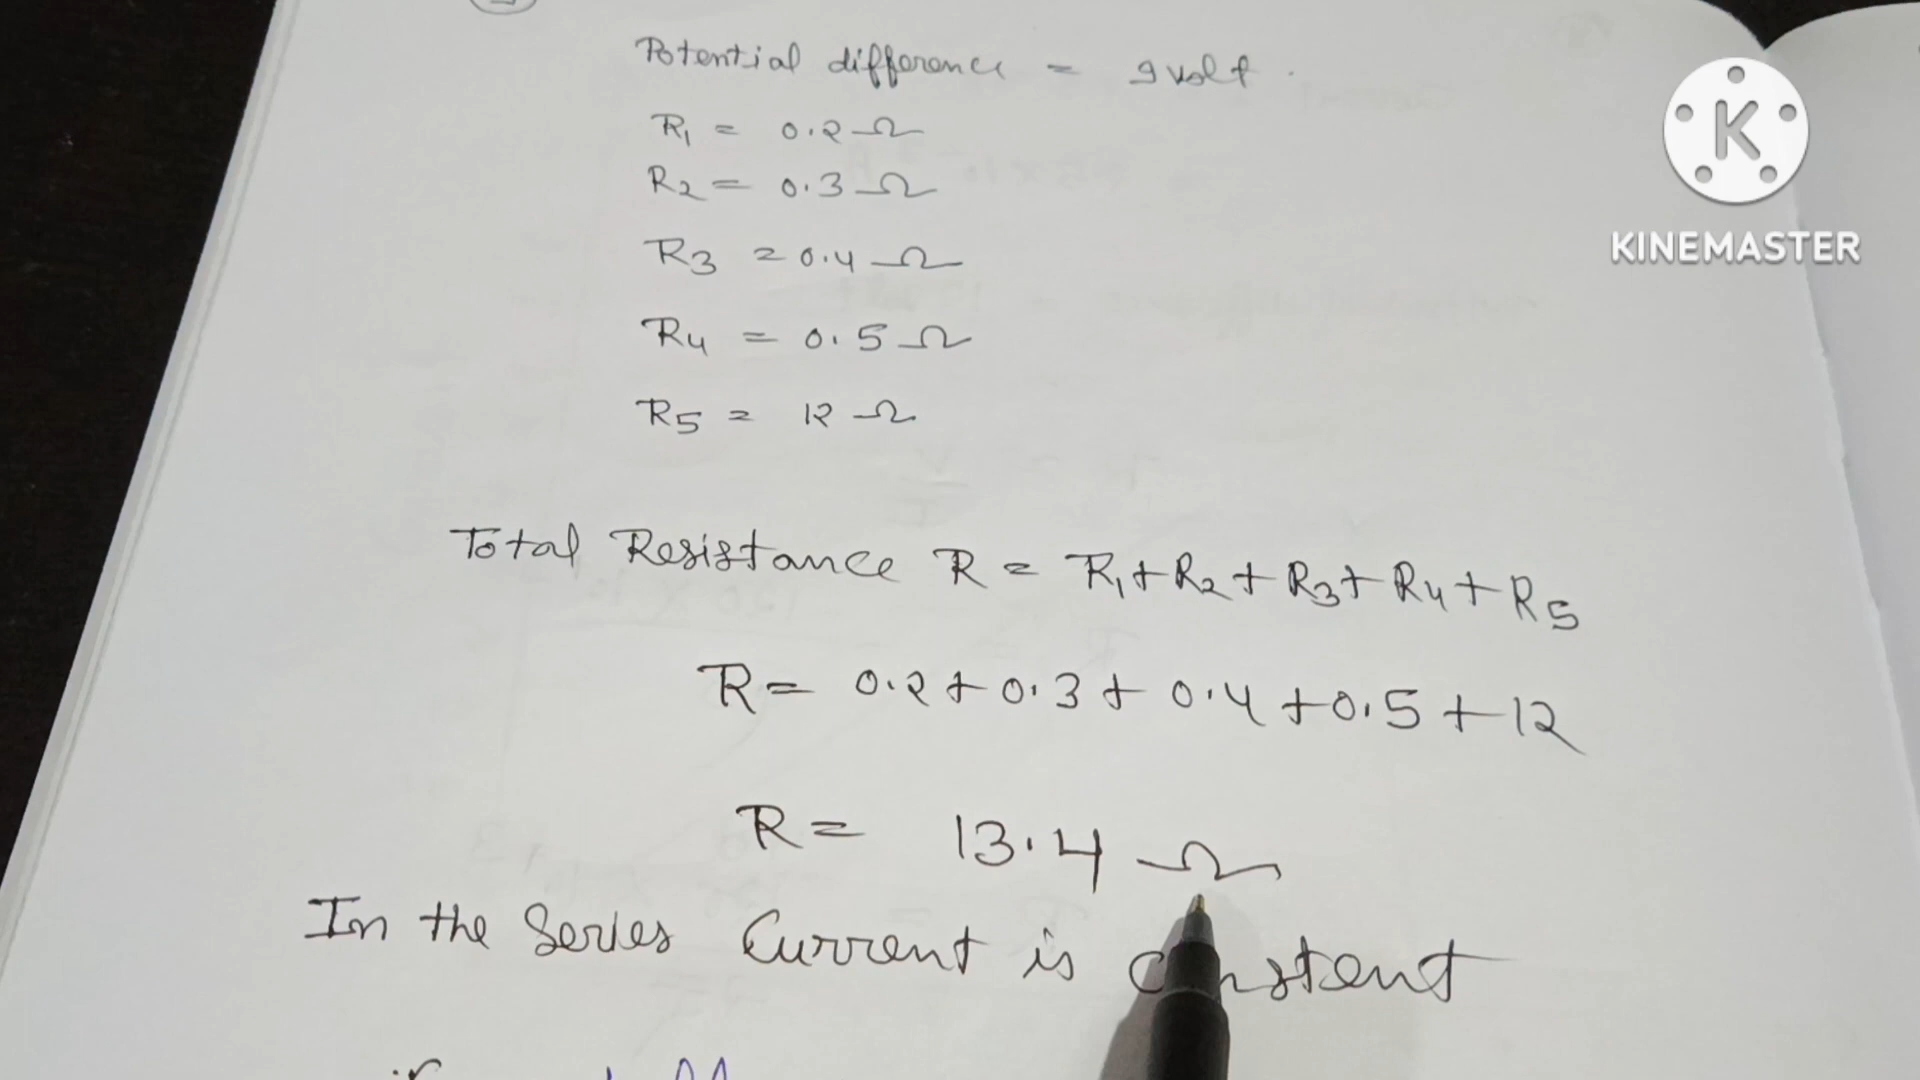 Potential difference = 9 volt.
R1 = 0.2 Ω
R2 = 0.3 Ω
R3 = 0.4 Ω
R4 = 0.5 Ω
R5 = 12 Ω
Total Resistance R = R1+R2+R3+R4+R5
R= 0.2+0.3+0.4+0.5+12
R= 13.4 Ω
In the Series Current is constent
K
KINEMASTER